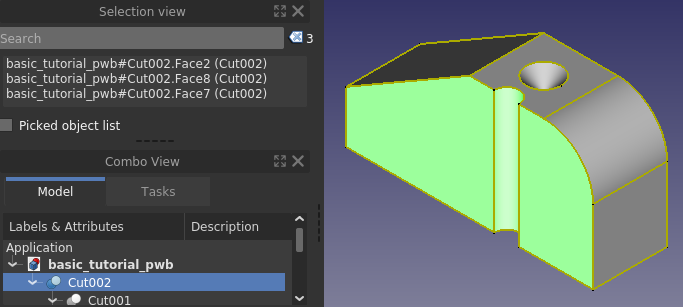 Selection view
Search
3
basic_tutorial_pwb#Cut002.Face2 (Cut002)
basic_tutorial_pwb#Cut002.Face8 (Cut002)
basic_tutorial_pwb#Cut002.Face7 (Cut002)
Picked object list
Combo View
Model Tasks
Labels & Attributes Description
Application
basic_tutorial_pwb
Cut002
Cut001